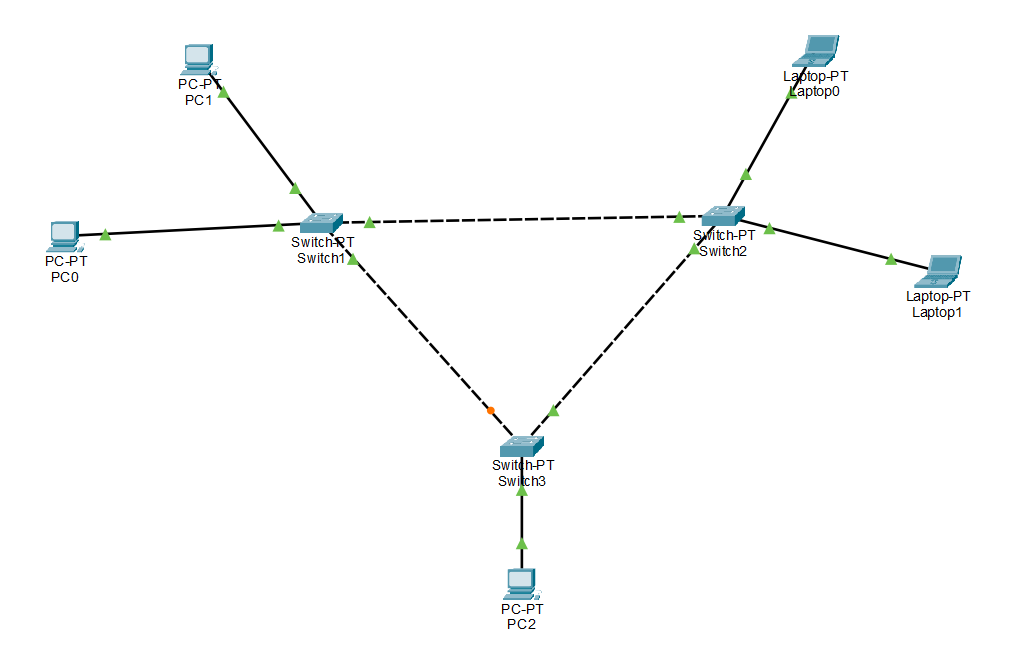 PC-PT
PC1
Laptop-PT
Laptop0
Switch-PT
Switch1
Switch-PT
Switch2
PC-PT
PC0
Laptop-PT
Laptop1
Switch-PT
Switch3
PC-PT
PC2